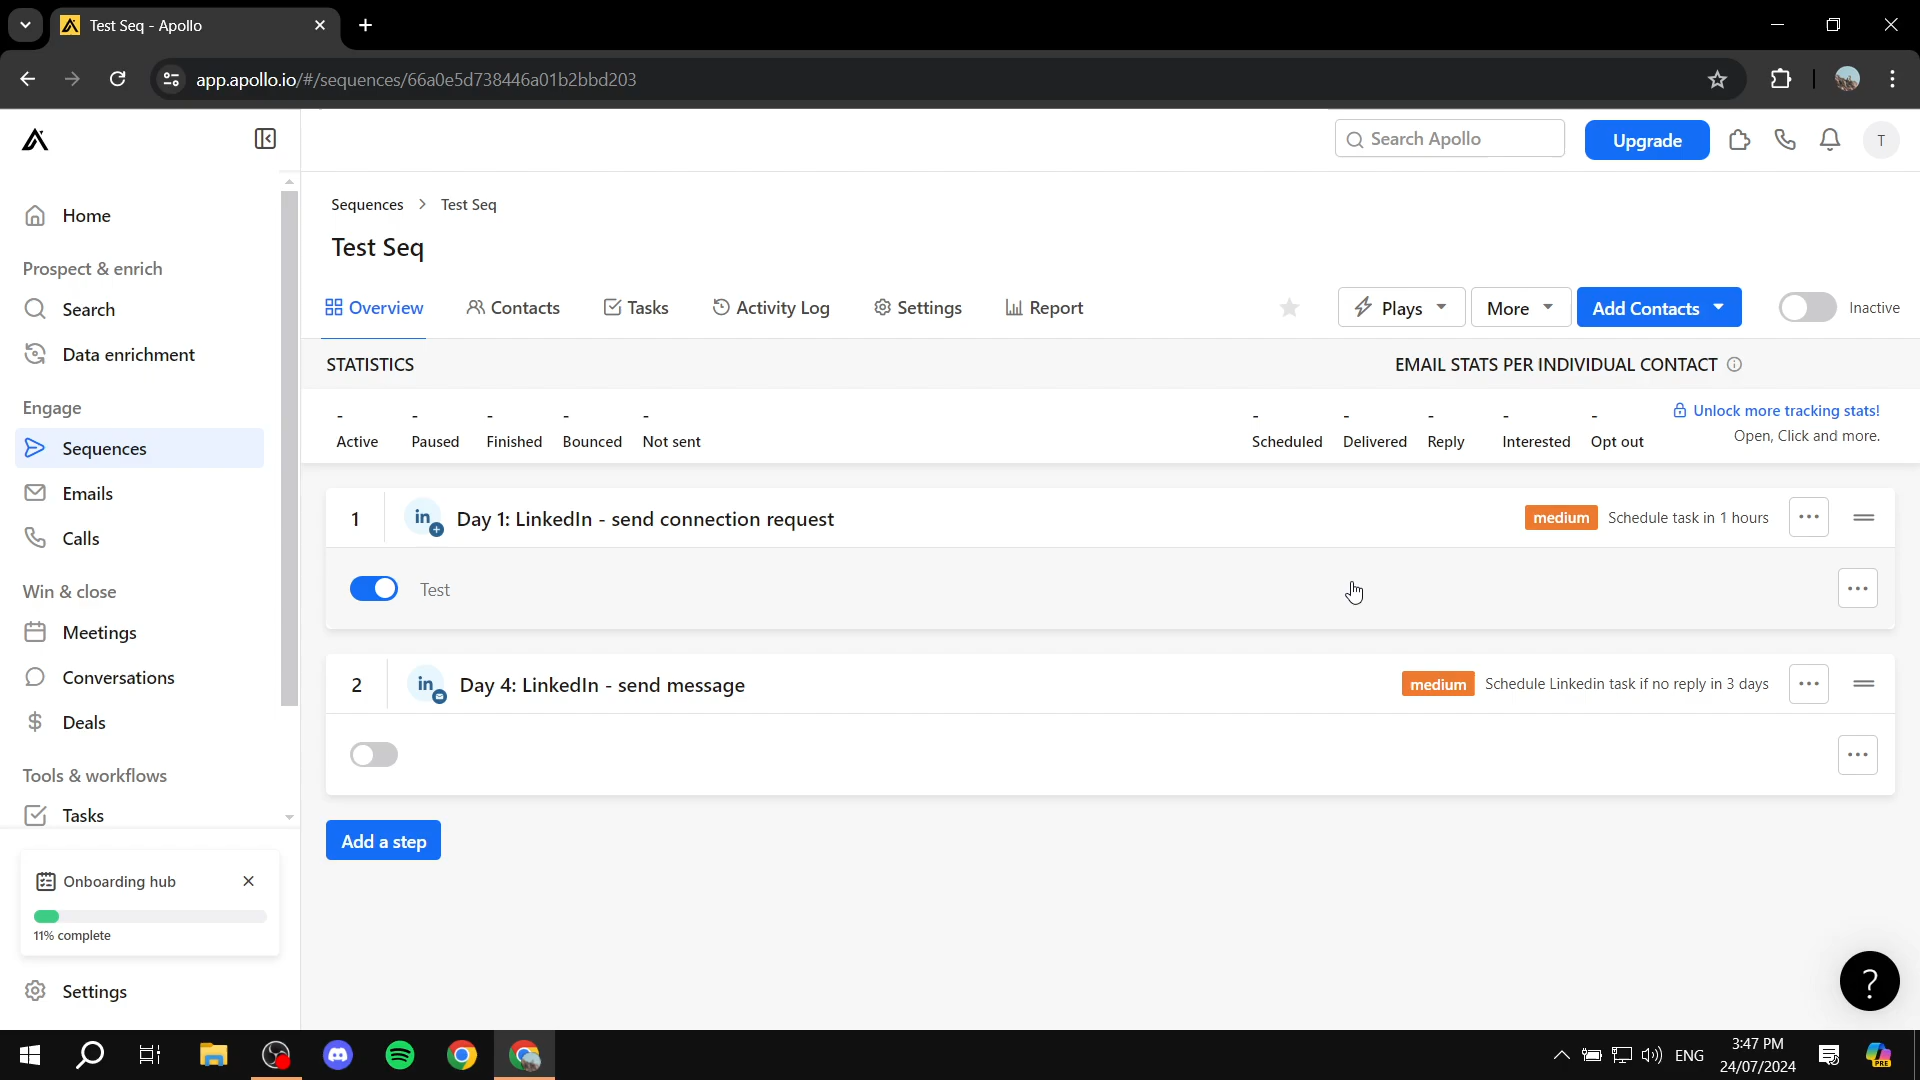 Test Seq - Apollo
app.apollo.io/#/sequences/66a0e5d738446a01b2bbd203
Search Apollo
Upgrade
T
Home
Prospect & enrich
Search
Data enrichment
Engage
Sequences
Emails
Calls
Win & close
Meetings
Conversations
Deals
Tools & workflows
Tasks
Onboarding hub
11% complete
Settings
Sequences > Test Seq
Test Seq
Overview Contacts Tasks Activity Log Settings Report
Plays More Add Contacts Inactive
STATISTICS EMAIL STATS PER INDIVIDUAL CONTACT
- - - - - - - - - - Unlock more tracking stats!
Active Paused Finished Bounced Not sent Scheduled Delivered Reply Interested Opt out Open, Click and more.
1 in Day 1: LinkedIn - send connection request medium Schedule task in 1 hours
Test
2 in Day 4: LinkedIn - send message medium Schedule Linkedin task if no reply in 3 days
Add a step
?
ENG 3:47 PM
24/07/2024
PRE